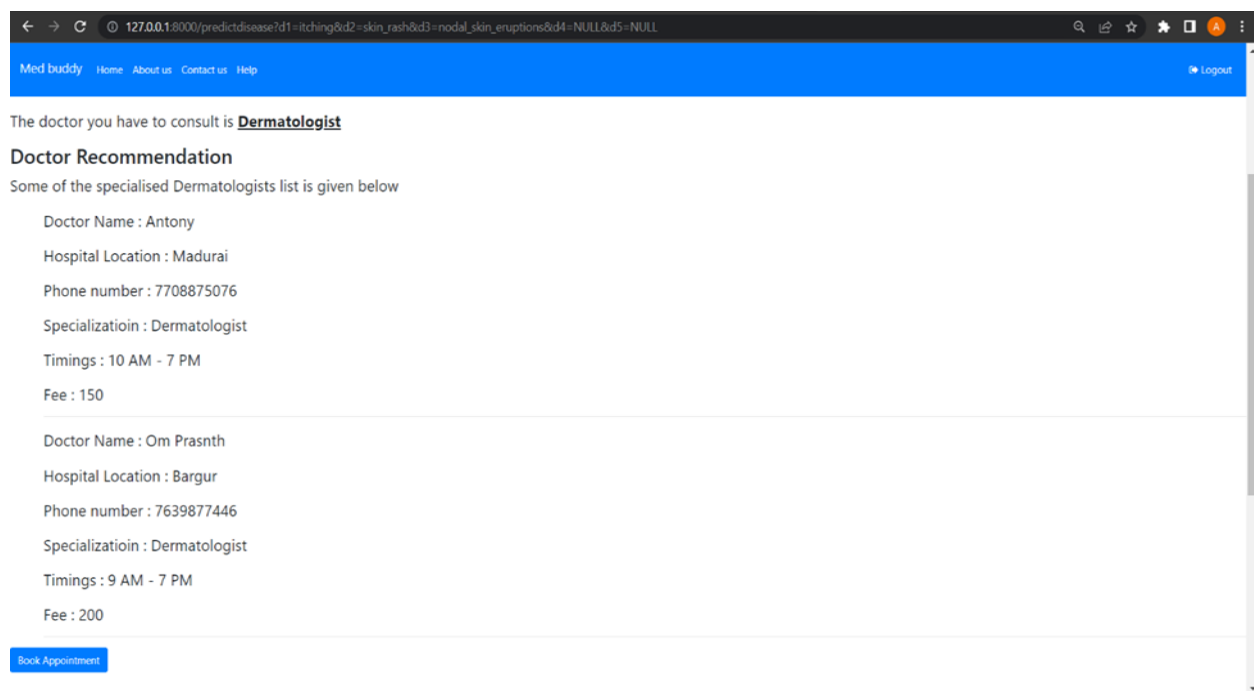 127.0.0.1:8000/predictdisease?d1=itching&d2=skin_rash&d3=nodal_skin_eruptions&d4=NULL&d5=NULL
A
Med buddy Home About us Contact us Help Logout
The doctor you have to consult is Dermatologist
Doctor Recommendation
Some of the specialised Dermatologists list is given below
Doctor Name : Antony
Hospital Location : Madurai
Phone number : 7708875076
Specializatioin : Dermatologist
Timings : 10 AM - 7 PM
Fee : 150
Doctor Name : Om Prasnth
Hospital Location : Bargur
Phone number : 7639877446
Specializatioin : Dermatologist
Timings : 9 AM - 7 PM
Fee : 200
Book Appointment